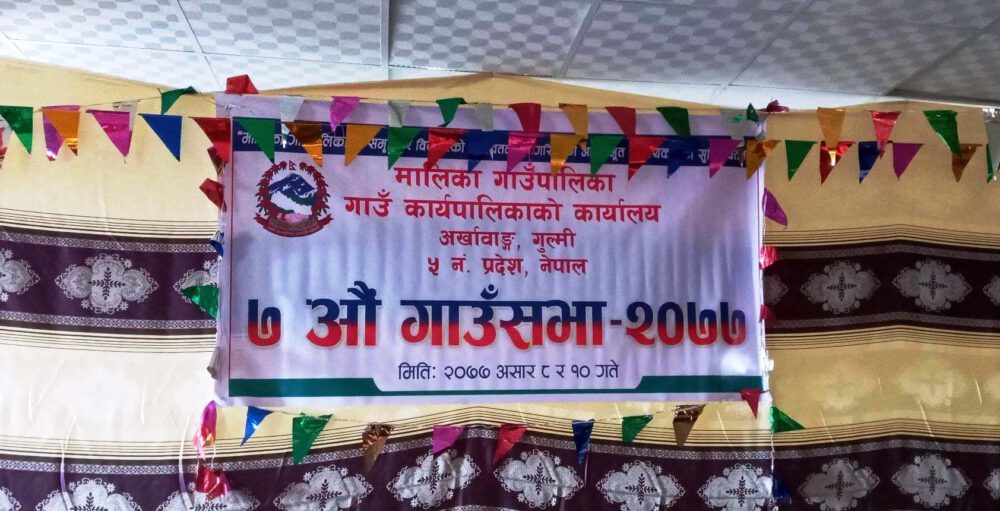 मालिका गाउँपालिका
गाउँ कार्यपालिकाको कार्यालय
अर्खावाङ्ग, गुल्मी
५ नं. प्रदेश, नेपाल
७ औं गाउँसभा-२०७७
मिति: २०७७ असार ८ र १० गते